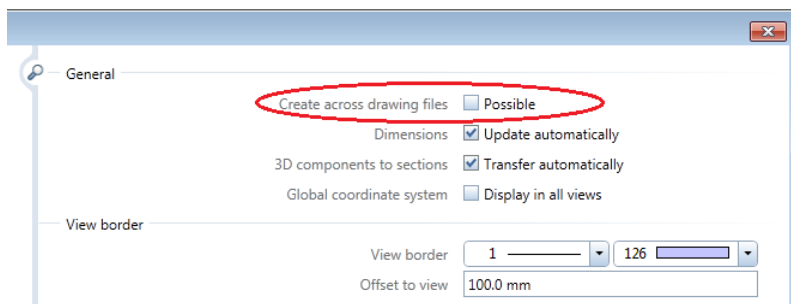 General
Create across drawing files Possible
Dimensions Update automatically
3D components to sections Transfer automatically
Global coordinate system Display in all views
View border
View border 1 126
Offset to view 100.0 mm